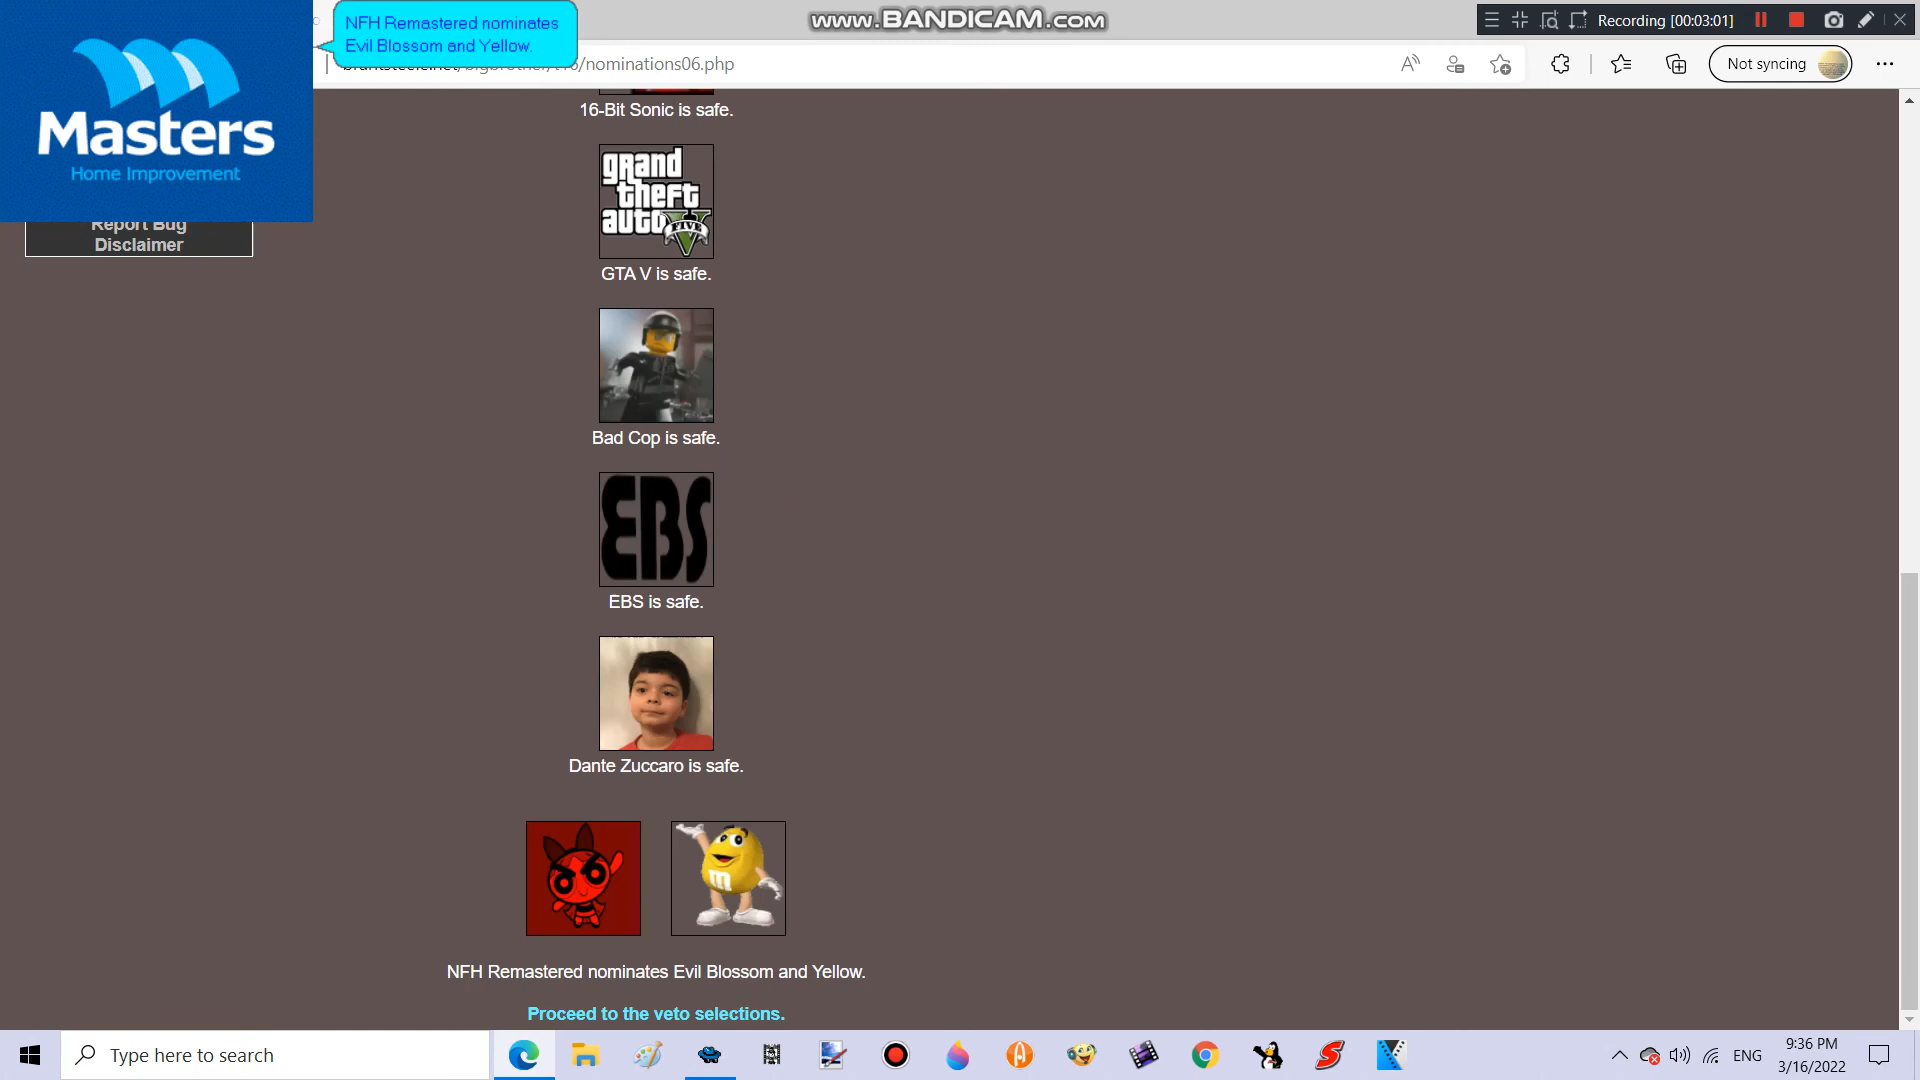 NFH Remastered nominates
Evil Blossom and Yellow.
www.BANDICAM.com
Recording [00:03:01]
/nominations06.php
Not syncing
Masters
Home Improvement
Report Bug
Disclaimer
16-Bit Sonic is safe.
grand
theft
auto
V
FIVE
GTA V is safe.
Bad Cop is safe.
EBS
EBS is safe.
Dante Zuccaro is safe.
m
NFH Remastered nominates Evil Blossom and Yellow.
Proceed to the veto selections.
Type here to search
ENG
9:36 PM
3/16/2022